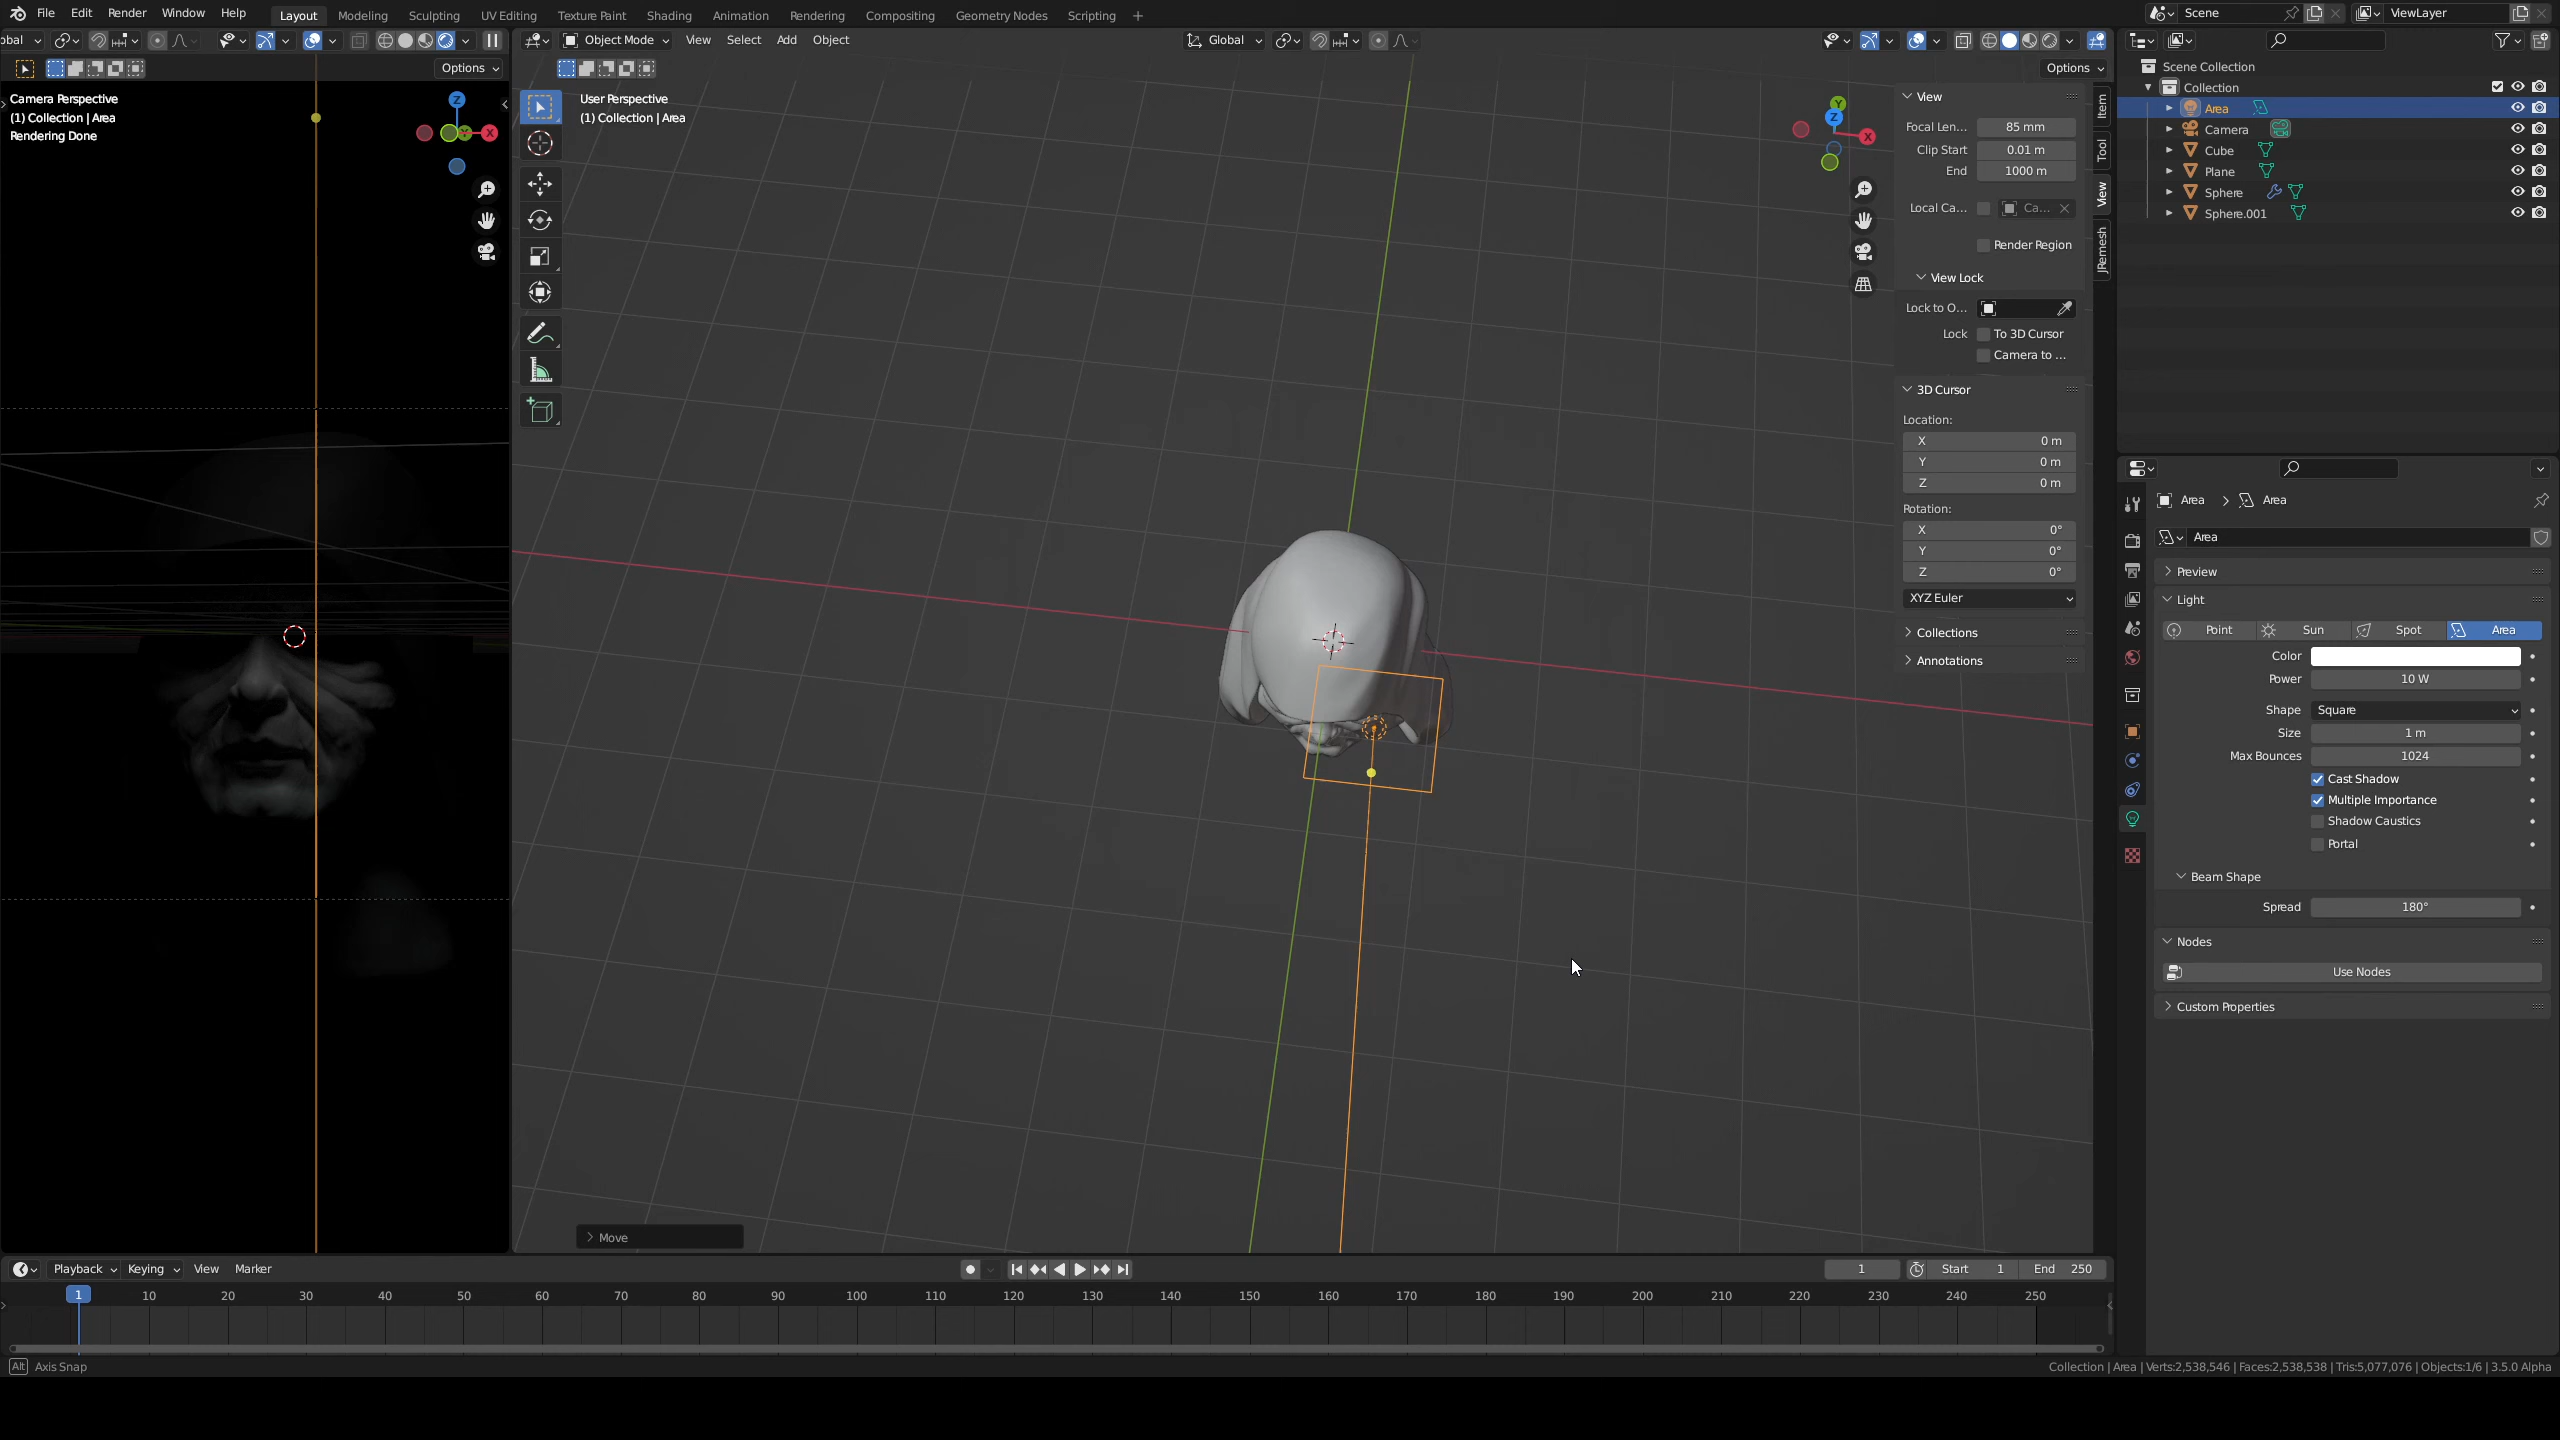 File Edit Render Window Help Layout Modeling Sculpting UV Editing Texture Paint Shading Animation Rendering Compositing Geometry Nodes Scripting + Scene ViewLayer
bal Object Mode View Select Add Object Global
Options Options
Camera Perspective
(1) Collection | Area
Rendering Done
Z
X
User Perspective
(1) Collection | Area
Y
Z
X
View
Focal Len... 85 mm
Clip Start 0.01 m
End 1000 m
Local Ca... Ca...
Render Region
View Lock
Lock to O...
Lock To 3D Cursor
Camera to ...
3D Cursor
Location:
X 0 m
Y 0 m
Z 0 m
Rotation:
X 0°
Y 0°
Z 0°
XYZ Euler
Collections
Annotations
Item
Tool
View
JRemesh
Scene Collection
Collection
Area
Camera
Cube
Plane
Sphere
Sphere.001
Area Area
Area
Preview
Light
Point Sun Spot Area
Color
Power 10 W
Shape Square
Size 1 m
Max Bounces 1024
Cast Shadow
Multiple Importance
Shadow Caustics
Portal
Beam Shape
Spread 180°
Nodes
Use Nodes
Custom Properties
Move
Playback Keying View Marker 1 Start 1 End 250
1 10 20 30 40 50 60 70 80 90 100 110 120 130 140 150 160 170 180 190 200 210 220 230 240 250
Alt Axis Snap Collection | Area | Verts:2,538,546 | Faces:2,538,538 | Tris:5,077,076 | Objects:1/6 | 3.5.0 Alpha